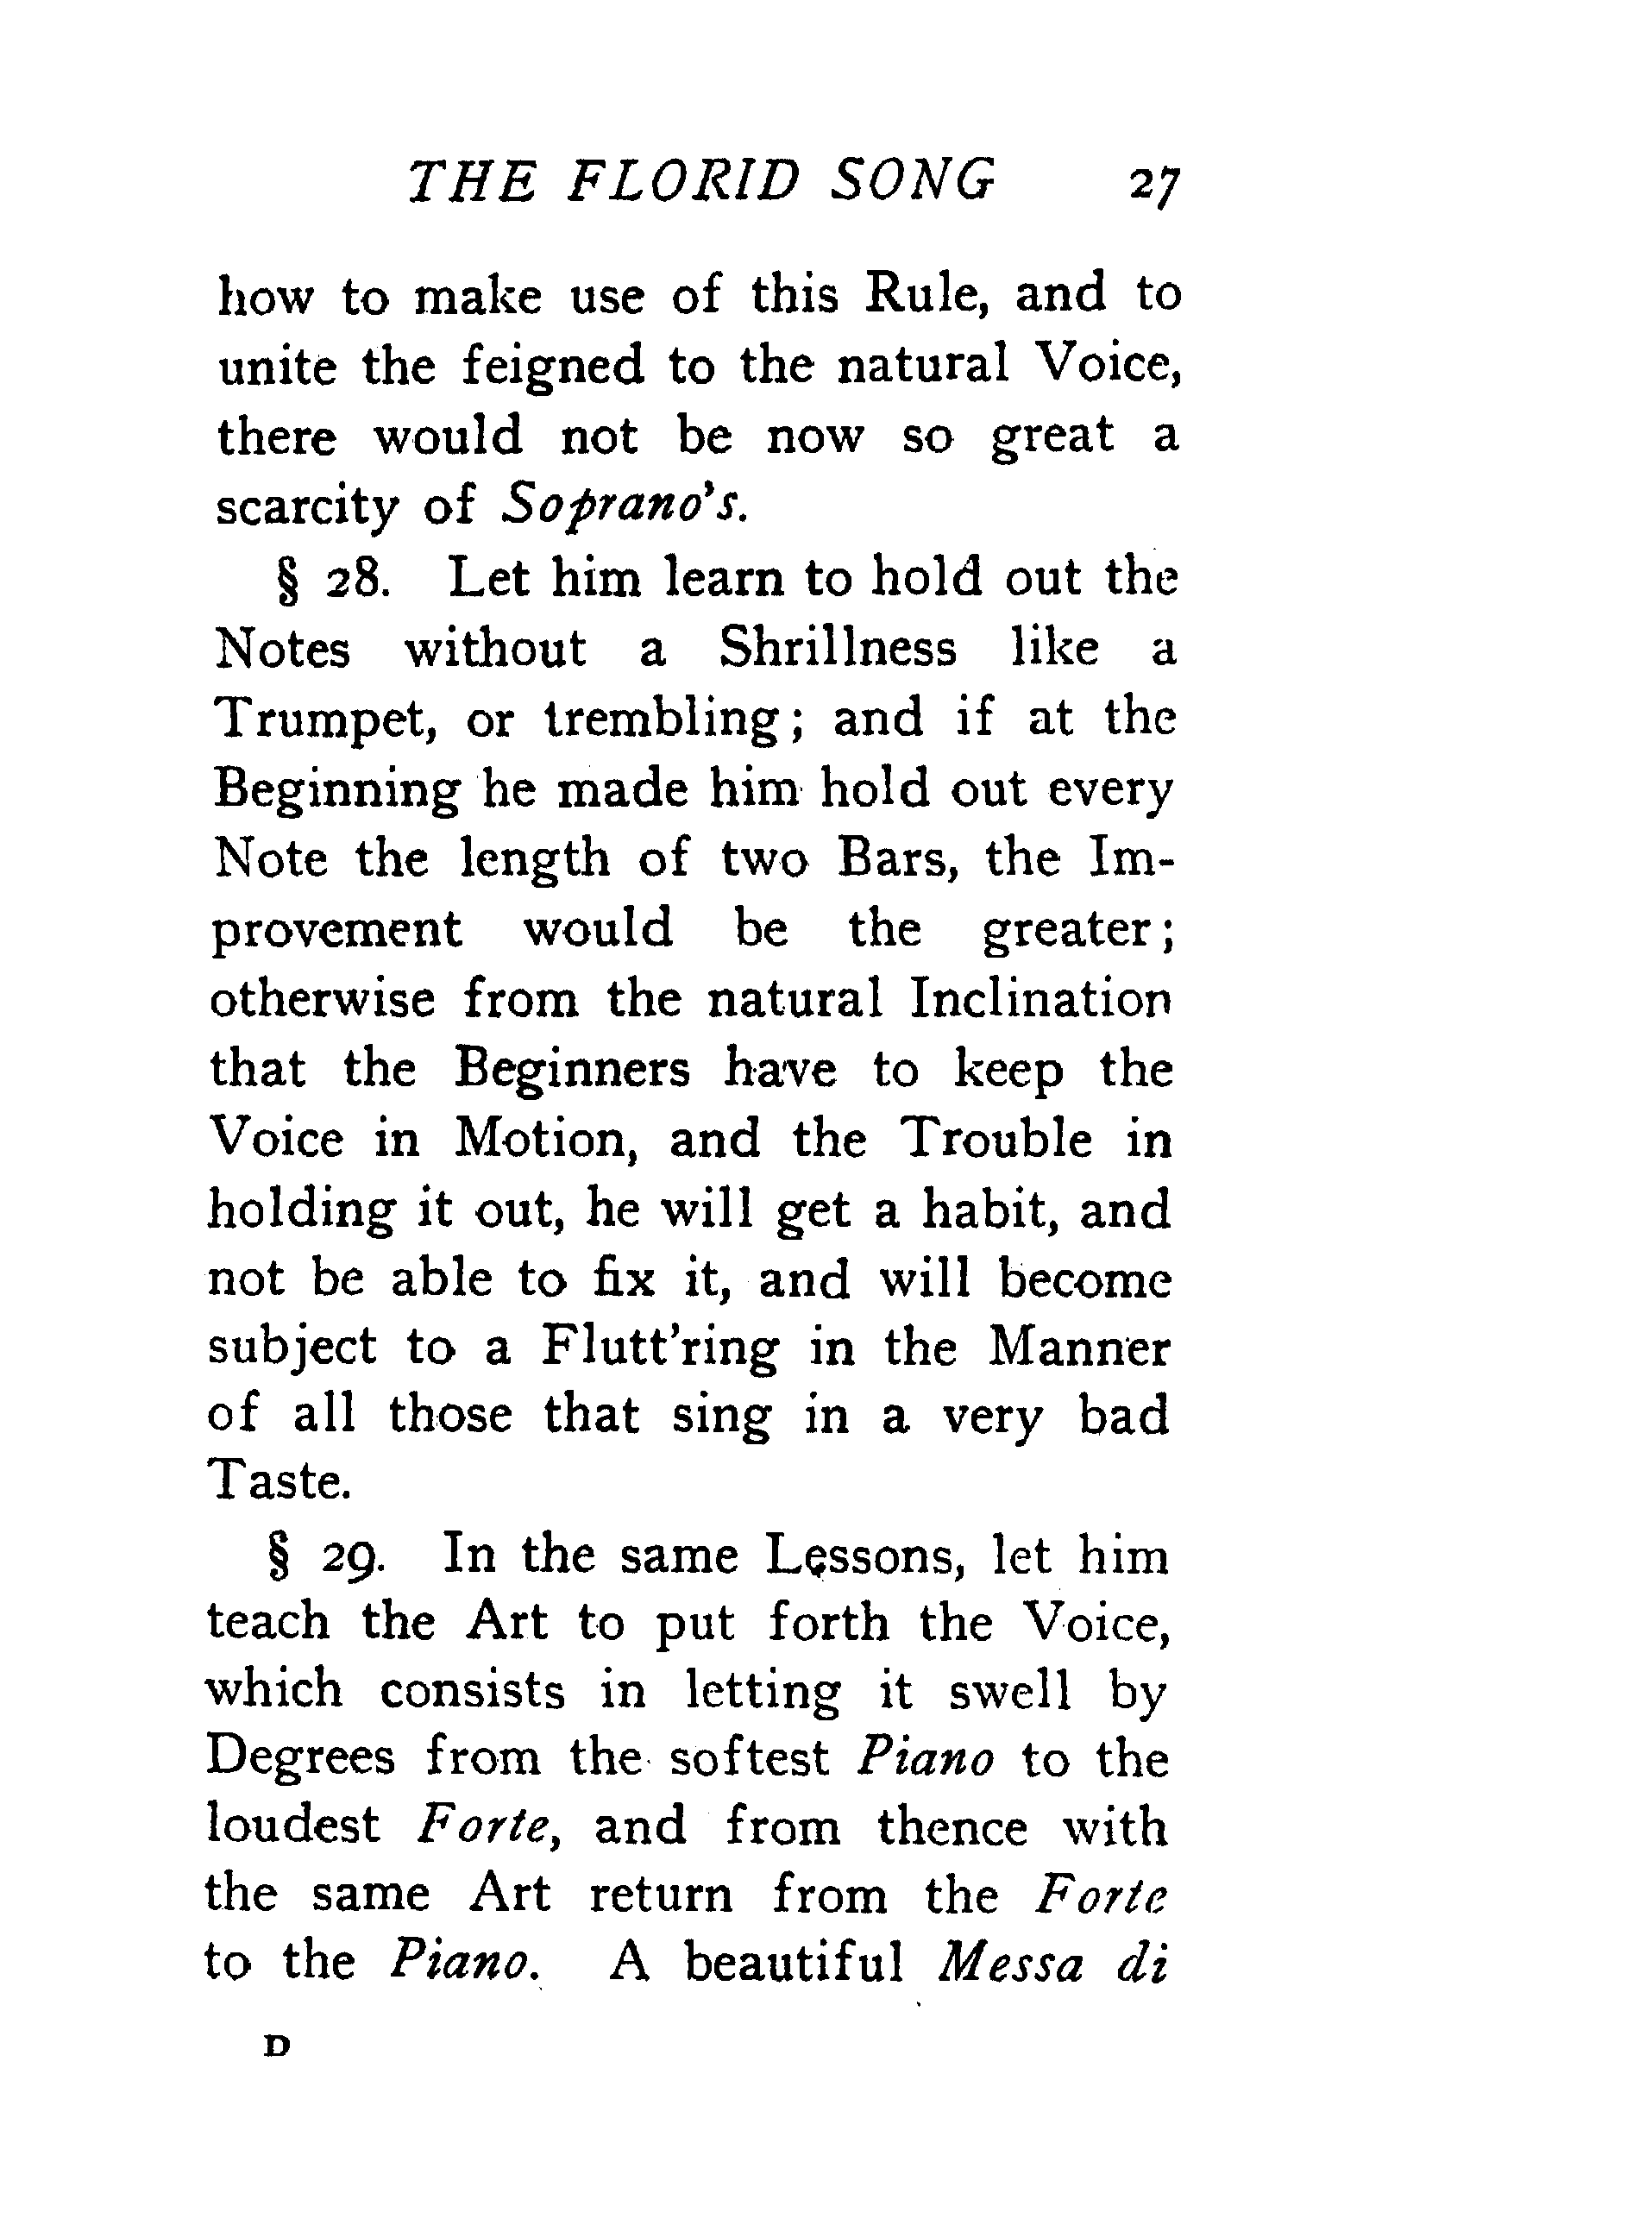 THE FLORID SONG 27
how to make use of this Rule, and to
unite the feigned to the natural Voice,
there would not be now so great a
scarcity of Soprano's.
§ 28. Let him learn to hold out the
Notes without a Shrillness like a
Trumpet, or trembling; and if at the
Beginning he made him hold out every
Note the length of two Bars, the Im-
provement would be the greater;
otherwise from the natural Inclination
that the Beginners have to keep the
Voice in Motion, and the Trouble in
holding it out, he will get a habit, and
not be able to fix it, and will become
subject to a Flutt'ring in the Manner
of all those that sing in a very bad
Taste.
§ 29. In the same Lessons, let him
teach the Art to put forth the Voice,
which consists in letting it swell by
Degrees from the softest Piano to the
loudest Forte, and from thence with
the same Art return from the Forte
to the Piano. A beautiful Messa di
D